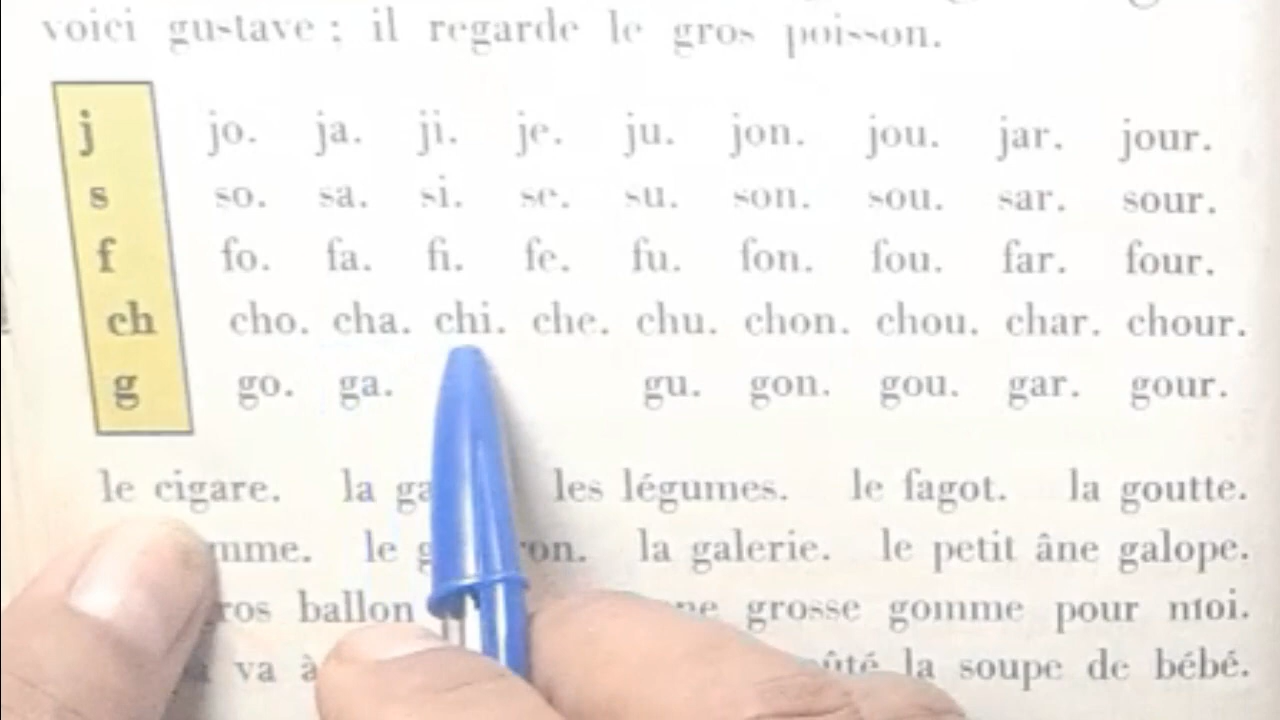 voici gustave ; il regarde le gros poisson.
j jo. ja. ji. je. ju. jon. jou. jar. jour.
s so. sa. si. se. su. son. sou. sar. sour.
f fo. fa. fi. fe. fu. fon. fou. far. four.
ch cho. cha. chi. che. chu. chon. chou. char. chour.
g go. ga. gu. gon. gou. gar. gour.
le cigare. la les légumes. le fagot. la goutte.
le la galerie. le petit âne galope.
ballon grosse gomme pour moi.
va à la soupe de bébé.